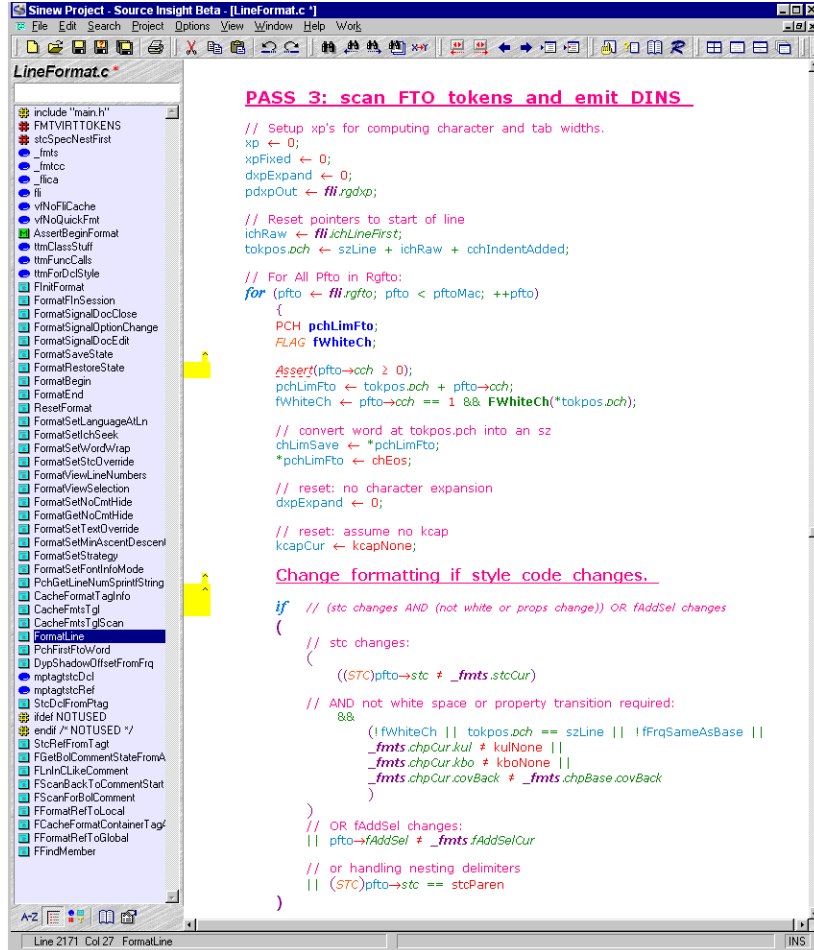 Sinew Project - Source Insight Beta - [LineFormat.c *]
File Edit Search Project Options View Window Help Work
LineFormat.c *
include "main.h"
FMTVIRTTOKENS
stcSpecNestFirst
_fmts
_fmtcc
_flica
fli
vfNoFliCache
vfNoQuickFmt
AssertBeginFormat
ttmClassStuff
ttmFuncCalls
ttmForDclStyle
FInitFormat
FormatFInSession
FormatSignalDocClose
FormatSignalOptionChange
FormatSignalDocEdit
FormatSaveState
FormatRestoreState
FormatBegin
FormatEnd
ResetFormat
FormatSetLanguageAtLn
FormatSetIchSeek
FormatSetWordWrap
FormatSetStcOverride
FormatViewLineNumbers
FormatViewSelection
FormatSetNoCmtHide
FormatGetNoCmtHide
FormatSetTextOverride
FormatSetMinAscentDescent
FormatSetStrategy
FormatSetFontInfoMode
PchGetLineNumSprintfString
CacheFormatTagInfo
CacheFmtsTgl
CacheFmtsTglScan
FormatLine
PchFirstFtoWord
DypShadowOffsetFromFrq
mptagtstcDcl
mptagtstcRef
StcDclFromPtag
ifdef NOTUSED
endif /* NOTUSED */
StcRefFromTagt
FGetBolCommentStateFromA
FLnInCLikeComment
FScanBackToCommentStart
FScanForBolComment
FFormatRefToLocal
FCacheFormatContainerTagA
FFormatRefToGlobal
FFindMember
A-Z
PASS 3: scan FTO tokens and emit DINS
// Setup xp's for computing character and tab widths.
xp ← 0;
xpFixed ← 0;
dxpExpand ← 0;
pdxpOut ← fli.rgdxp;
// Reset pointers to start of line
ichRaw ← fli.ichLineFirst;
tokpos.pch ← szLine + ichRaw + cchIndentAdded;
// For All Pfto in Rgfto:
for (pfto ← fli.rgfto; pfto < pftoMac; ++pfto)
{
PCH pchLimFto;
FLAG fWhiteCh;
Assert(pfto→cch ≥ 0);
pchLimFto ← tokpos.pch + pfto→cch;
fWhiteCh ← pfto→cch == 1 && FWhiteCh(*tokpos.pch);
// convert word at tokpos.pch into an sz
chLimSave ← *pchLimFto;
*pchLimFto ← chEos;
// reset: no character expansion
dxpExpand ← 0;
// reset: assume no kcap
kcapCur ← kcapNone;
Change formatting if style code changes.
if // (stc changes AND (not white or props change)) OR fAddSel changes
(
// stc changes:
(
((STC)pfto→stc ≠ _fmts.stcCur)
// AND not white space or property transition required:
&&
(!fWhiteCh || tokpos.pch == szLine || !fFrqSameAsBase ||
_fmts.chpCur.kul ≠ kulNone ||
_fmts.chpCur.kbo ≠ kboNone ||
_fmts.chpCur.covBack ≠ _fmts.chpBase.covBack
)
)
// OR fAddSel changes:
|| pfto→fAddSel ≠ _fmts.fAddSelCur
// or handling nesting delimiters
|| (STC)pfto→stc == stcParen
)
Line 2171 Col 27 FormatLine
INS